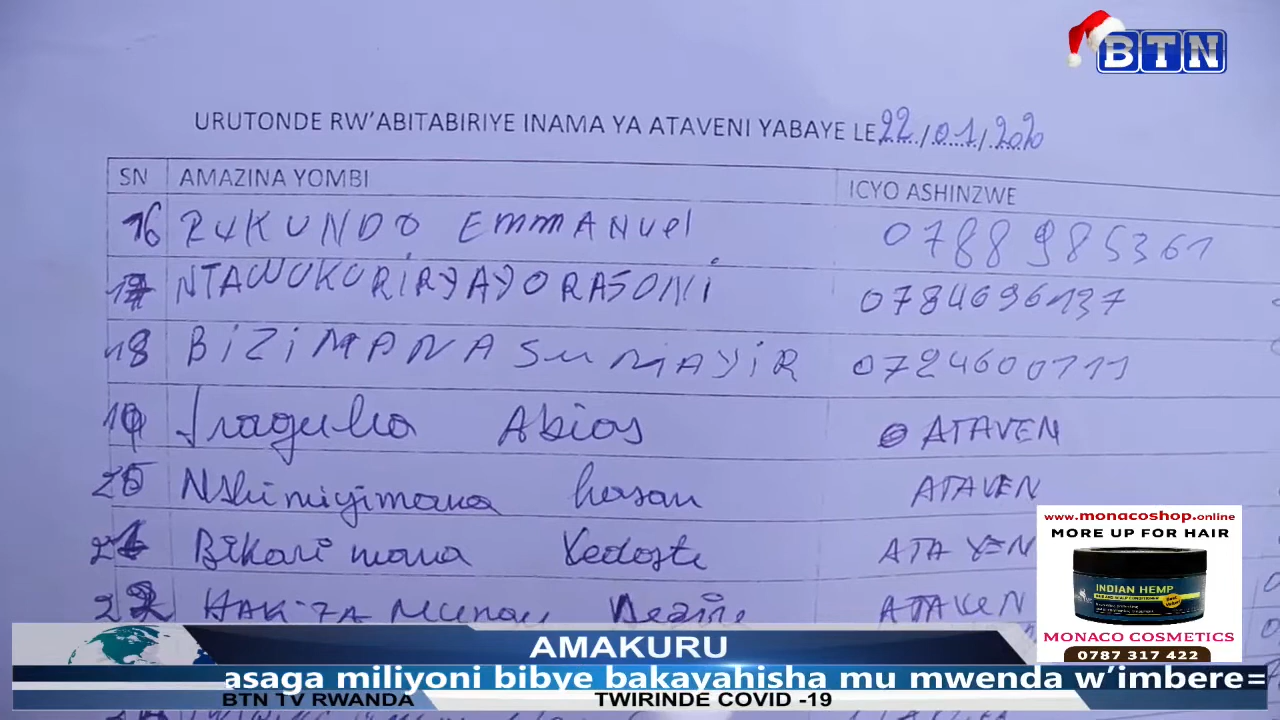 BTN
URUTONDE RW'ABITABIRIYE INAMA YA ATAVENI YABAYE LE 22/01/2020
SN AMAZINA YOMBI ICYO ASHINZWE
16 RUKUNDO EMMANUEl 0788985361
17 NTAWUKURIRYAYO RASONI 0784696137
18 BIZIMANA SUMAYIR 0724600711
19 Iraguha Abias ATAVEN
20 Nshimiyimana hasan ATAVEN
21 Bikorimana ATAVEN
22 HAKIZA ATAVEN
www.monacoshop.online
MORE UP FOR HAIR
INDIAN HEMP
MONACO COSMETICS
0787 317 422
AMAKURU
asaga miliyoni bibye bakayahisha mu mwenda w'imbere=
BTN TV RWANDA TWIRINDE COVID -19